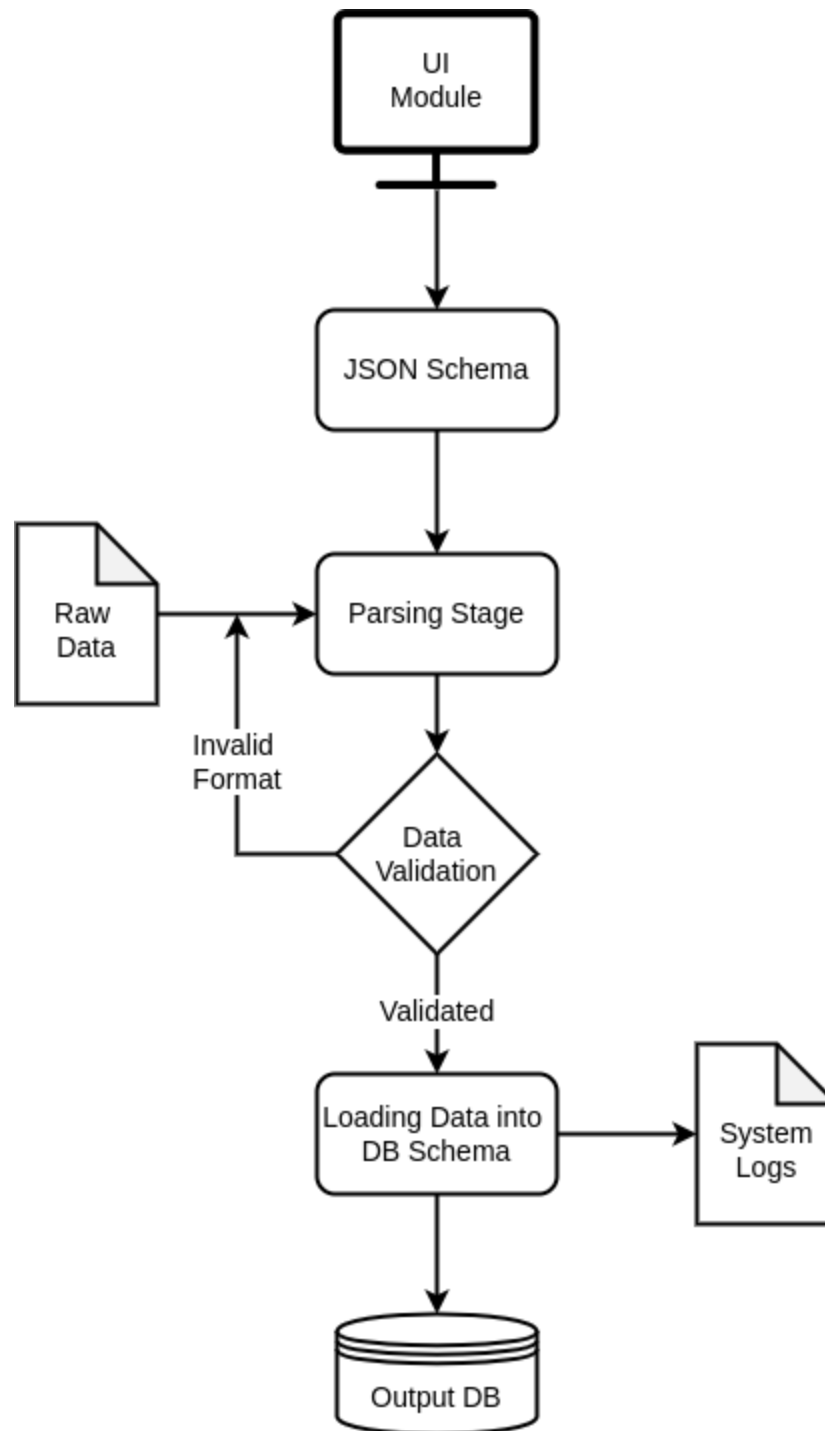 UI
Module
JSON Schema
Raw
Data
Parsing Stage
Invalid
Format
Data
Validation
Validated
Loading Data into
DB Schema
System
Logs
Output DB